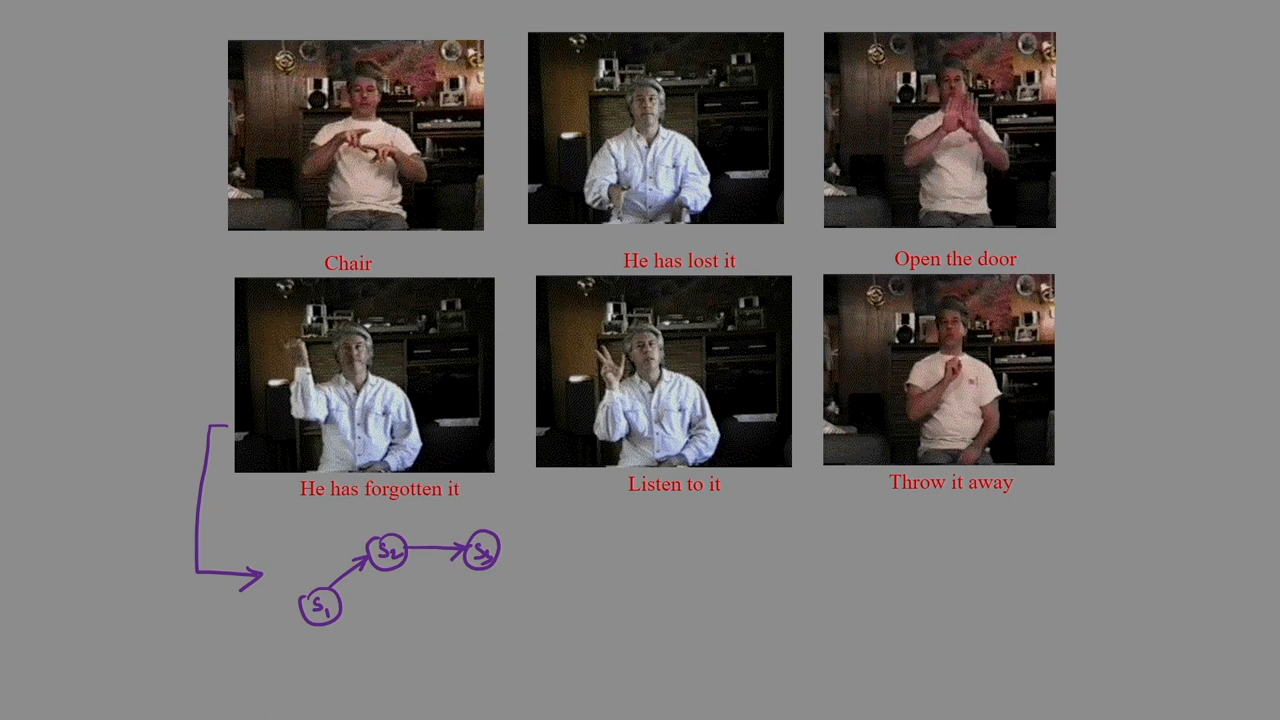 Chair
He has lost it
Open the door
He has forgotten it
Listen to it
Throw it away
S2
S3
S1